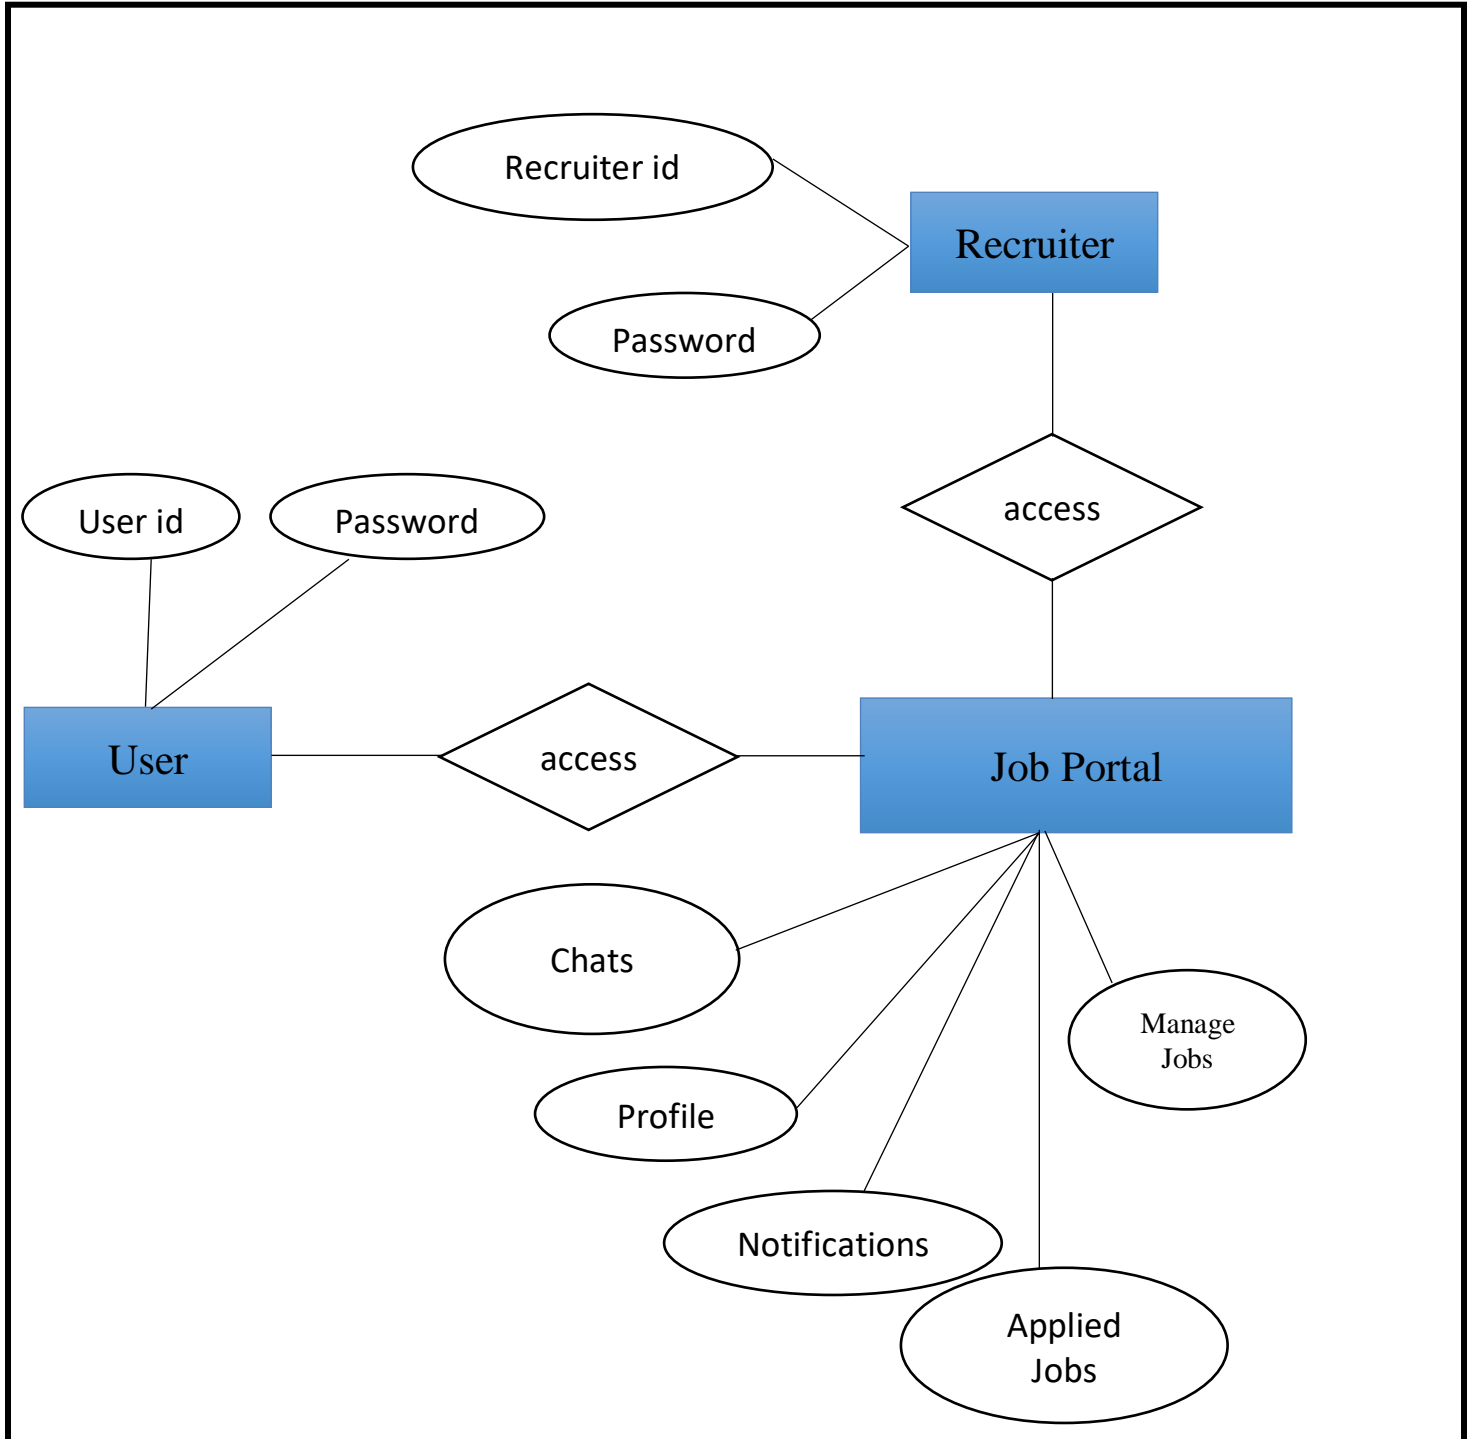 Recruiter id
Recruiter
Password
User id
Password
access
User
access
Job Portal
Chats
Manage
Jobs
Profile
Notifications
Applied
Jobs